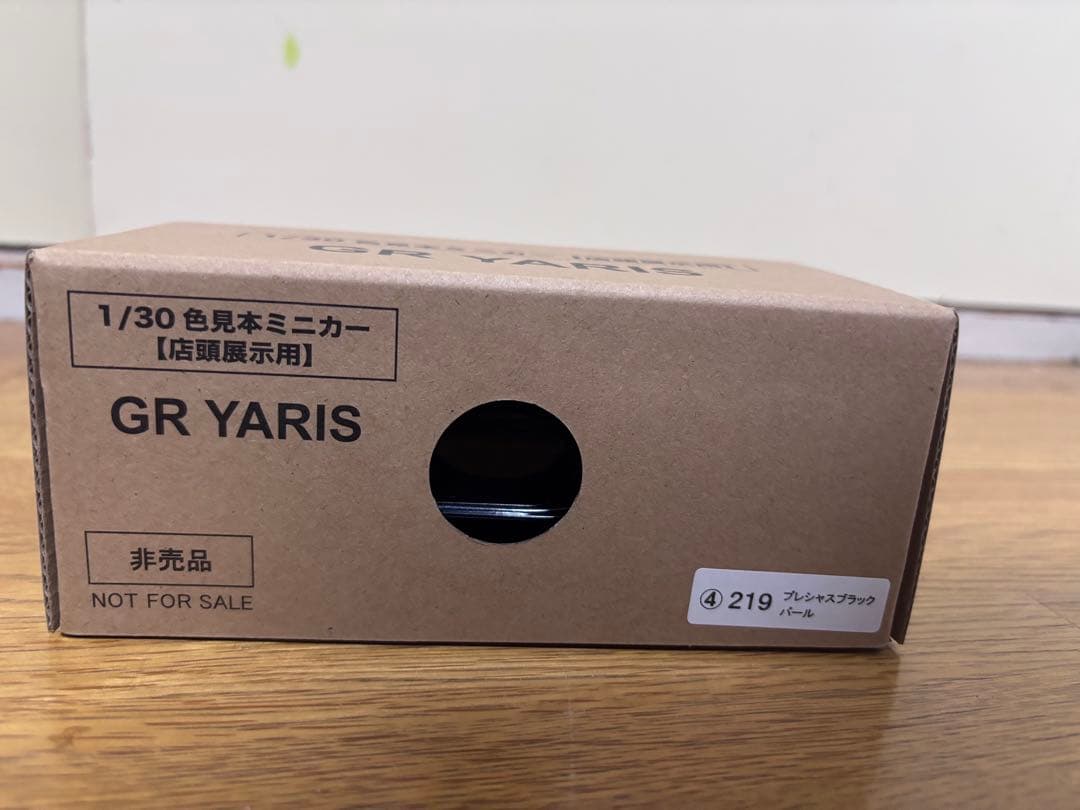 GR YARIS
1/30 色見本ミニカー
【店頭展示用】
GR YARIS
非売品
NOT FOR SALE
④ 219 プレシャスブラック
パール